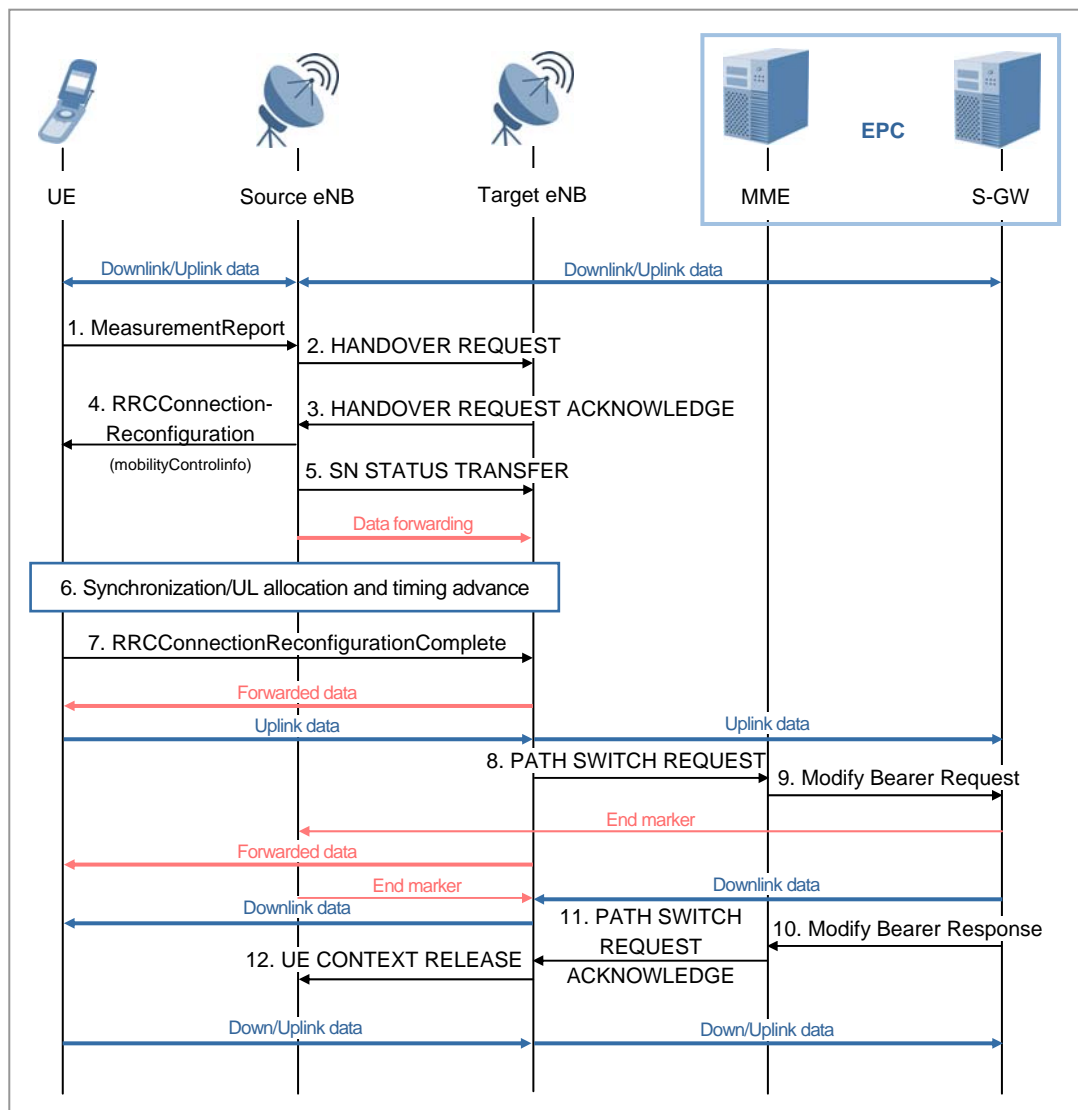 EPC
UE
Source eNB
Target eNB
MME
S-GW
Downlink/Uplink data
Downlink/Uplink data
1. MeasurementReport
2. HANDOVER REQUEST
3. HANDOVER REQUEST ACKNOWLEDGE
4. RRCConnection-
Reconfiguration
(mobilityControlinfo)
5. SN STATUS TRANSFER
Data forwarding
6. Synchronization/UL allocation and timing advance
7. RRCConnectionReconfigurationComplete
Forwarded data
Uplink data
Uplink data
8. PATH SWITCH REQUEST
9. Modify Bearer Request
End marker
Forwarded data
End marker
Downlink data
Downlink data
11. PATH SWITCH
REQUEST
ACKNOWLEDGE
10. Modify Bearer Response
12. UE CONTEXT RELEASE
Down/Uplink data
Down/Uplink data